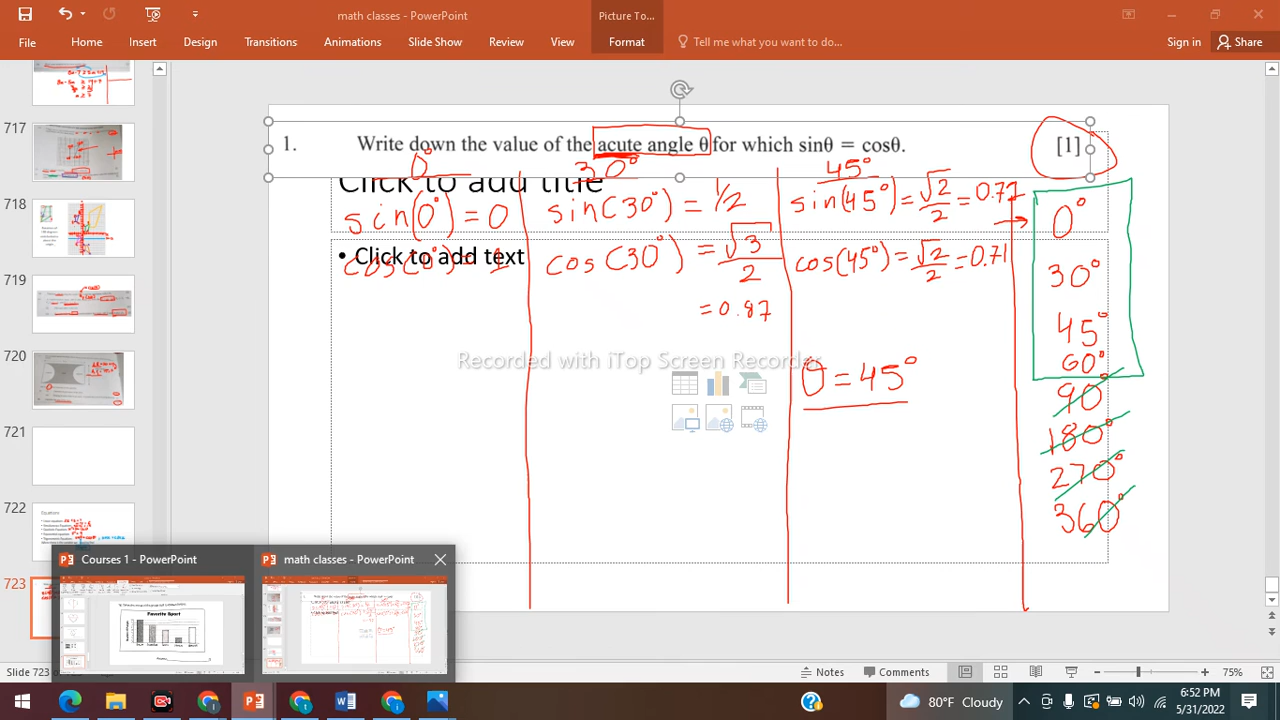 math classes - PowerPoint
Picture To...
File
Home
Insert
Design
Transitions
Animations
Slide Show
Review
View
Format
Tell me what you want to do...
Sign in
Share
717
718
719
720
721
722
723
1. Write down the value of the acute angle θ for which sinθ = cosθ. [1]
0°
30°
45°
Click to add title
sin(0°) = 0
sin(30°) = 1/2
sin(45°) = √2/2 = 0.71
→ 0°
Click to add text
cos(0°) = 1
cos(30°) = √3/2
= 0.87
cos(45°) = √2/2 = 0.71
30°
45°
60°
90°
180°
270°
360°
Recorded with iTop Screen Recorder
θ = 45°
Equations
Courses 1 - PowerPoint
math classes - PowerPoint
Favorite Sport
Slide 723
Notes
Comments
75%
80°F Cloudy
6:52 PM
5/31/2022